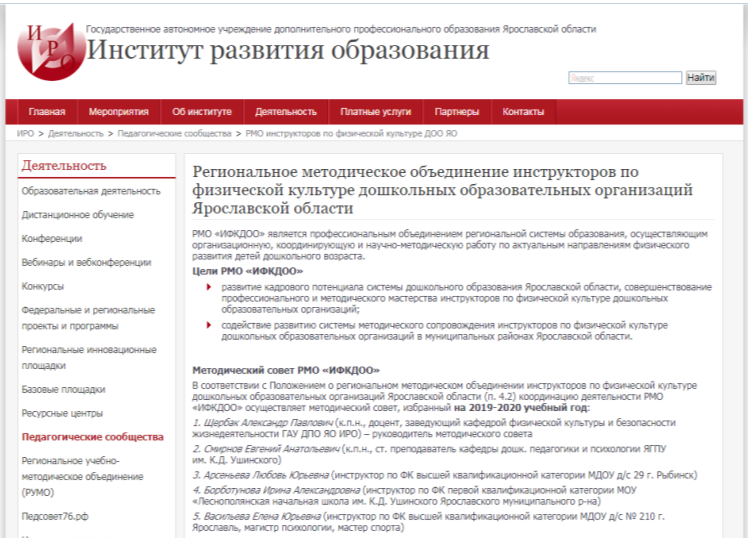 И Р О
Государственное автономное учреждение дополнительного профессионального образования Ярославской области
Институт развития образования
Яндекс
Найти
Главная Мероприятия Об институте Деятельность Платные услуги Партнеры Контакты
ИРО > Деятельность > Педагогические сообщества > РМО инструкторов по физической культуре ДОО ЯО
Деятельность
Образовательная деятельность
Дистанционное обучение
Конференции
Вебинары и вебконференции
Конкурсы
Федеральные и региональные
проекты и программы
Региональные инновационные
площадки
Базовые площадки
Ресурсные центры
Педагогические сообщества
Региональное учебно-
методическое объединение
(РУМО)
Педсовет76.рф
Региональное методическое объединение инструкторов по
физической культуре дошкольных образовательных организаций
Ярославской области
РМО «ИФКДОО» является профессиональным объединением региональной системы образования, осуществляющим
организационную, координирующую и научно-методическую работу по актуальным направлениям физического
развития детей дошкольного возраста.
Цели РМО «ИФКДОО»
развитие кадрового потенциала системы дошкольного образования Ярославской области, совершенствование
профессионального и методического мастерства инструкторов по физической культуре дошкольных
образовательных организаций;
содействие развитию системы методического сопровождения инструкторов по физической культуре
дошкольных образовательных организаций в муниципальных районах Ярославской области.
Методический совет РМО «ИФКДОО»
В соответствии с Положением о региональном методическом объединении инструкторов по физической культуре
дошкольных образовательных организаций Ярославской области (п. 4.2) координацию деятельности РМО
«ИФКДОО» осуществляет методический совет, избранный на 2019-2020 учебный год:
1. Щербак Александр Павлович (к.п.н., доцент, заведующий кафедрой физической культуры и безопасности
жизнедеятельности ГАУ ДПО ЯО ИРО) – руководитель методического совета
2. Смирнов Евгений Анатольевич (к.п.н., ст. преподаватель кафедры дошк. педагогики и психологии ЯГПУ
им. К.Д. Ушинского)
3. Арсеньева Любовь Юрьевна (инструктор по ФК высшей квалификационной категории МДОУ д/с 29 г. Рыбинск)
4. Борботунова Ирина Александровна (инструктор по ФК первой квалификационной категории МОУ
«Леснополянская начальная школа им. К.Д. Ушинского Ярославского муниципального р-на)
5. Васильева Елена Юрьевна (инструктор по ФК высшей квалификационной категории МДОУ д/с № 210 г.
Ярославль, магистр психологии, мастер спорта)